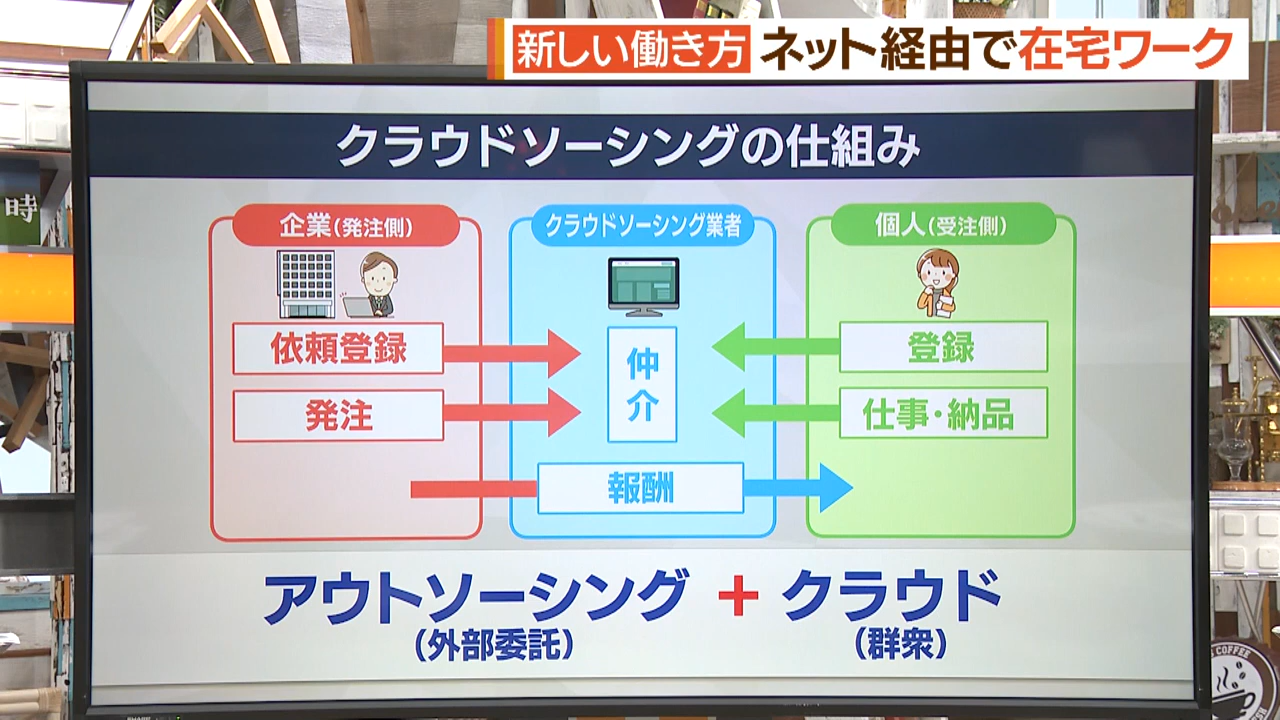 新しい働き方 ネット経由で在宅ワーク
クラウドソーシングの仕組み
時
企業(発注側)
依頼登録
発注
クラウドソーシング業者
仲介
報酬
個人(受注側)
登録
仕事・納品
アウトソーシング + クラウド
(外部委託)
(群衆)
COFFEE
SHARP